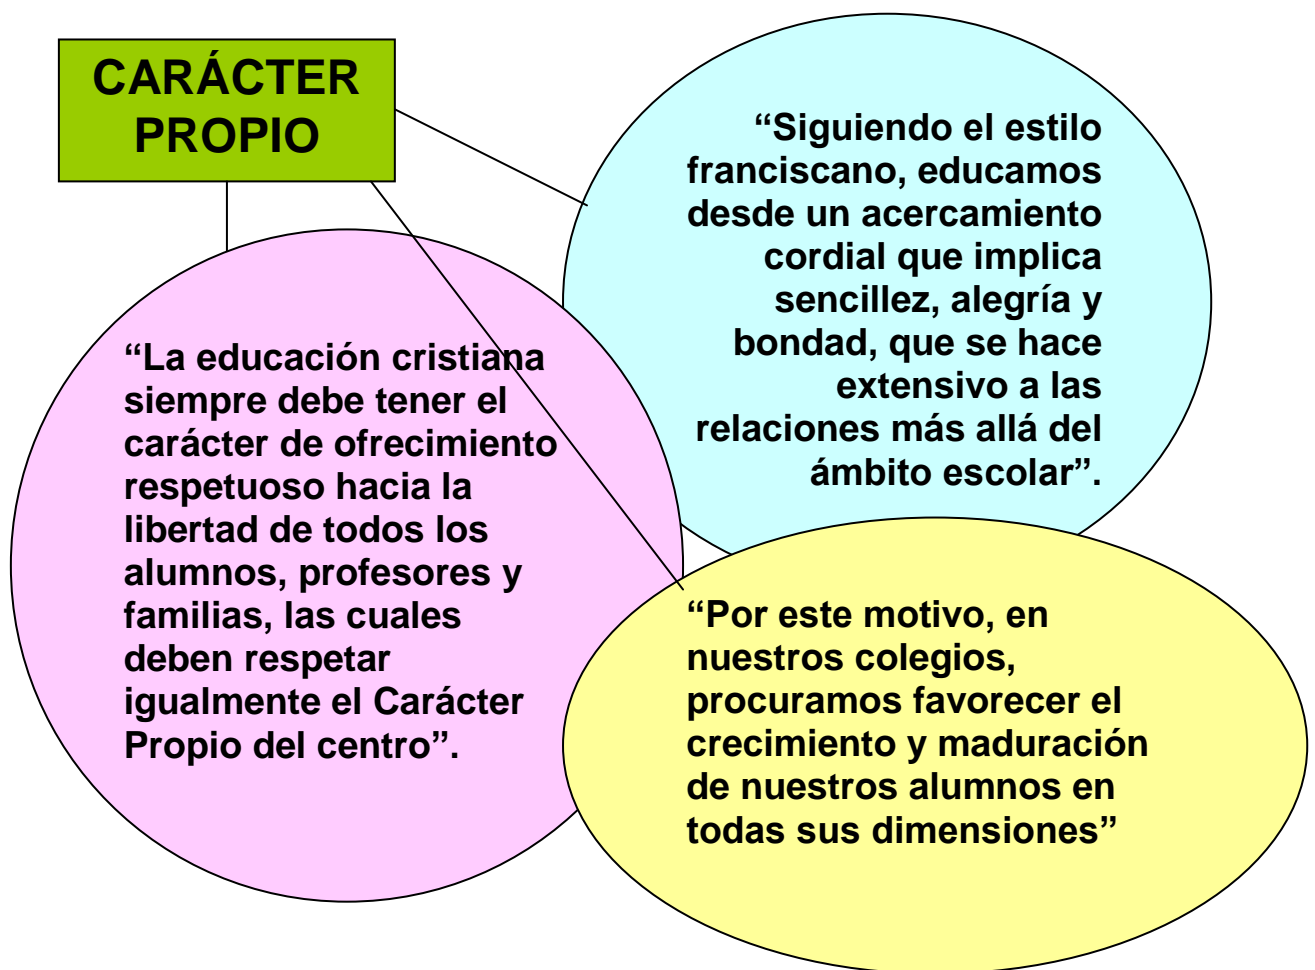 CARÁCTER
PROPIO
“Siguiendo el estilo
franciscano, educamos
desde un acercamiento
cordial que implica
sencillez, alegría y
bondad, que se hace
extensivo a las
relaciones más allá del
ámbito escolar”.
“La educación cristiana
siempre debe tener el
carácter de ofrecimiento
respetuoso hacia la
libertad de todos los
alumnos, profesores y
familias, las cuales
deben respetar
igualmente el Carácter
Propio del centro”.
“Por este motivo, en
nuestros colegios,
procuramos favorecer el
crecimiento y maduración
de nuestros alumnos en
todas sus dimensiones”